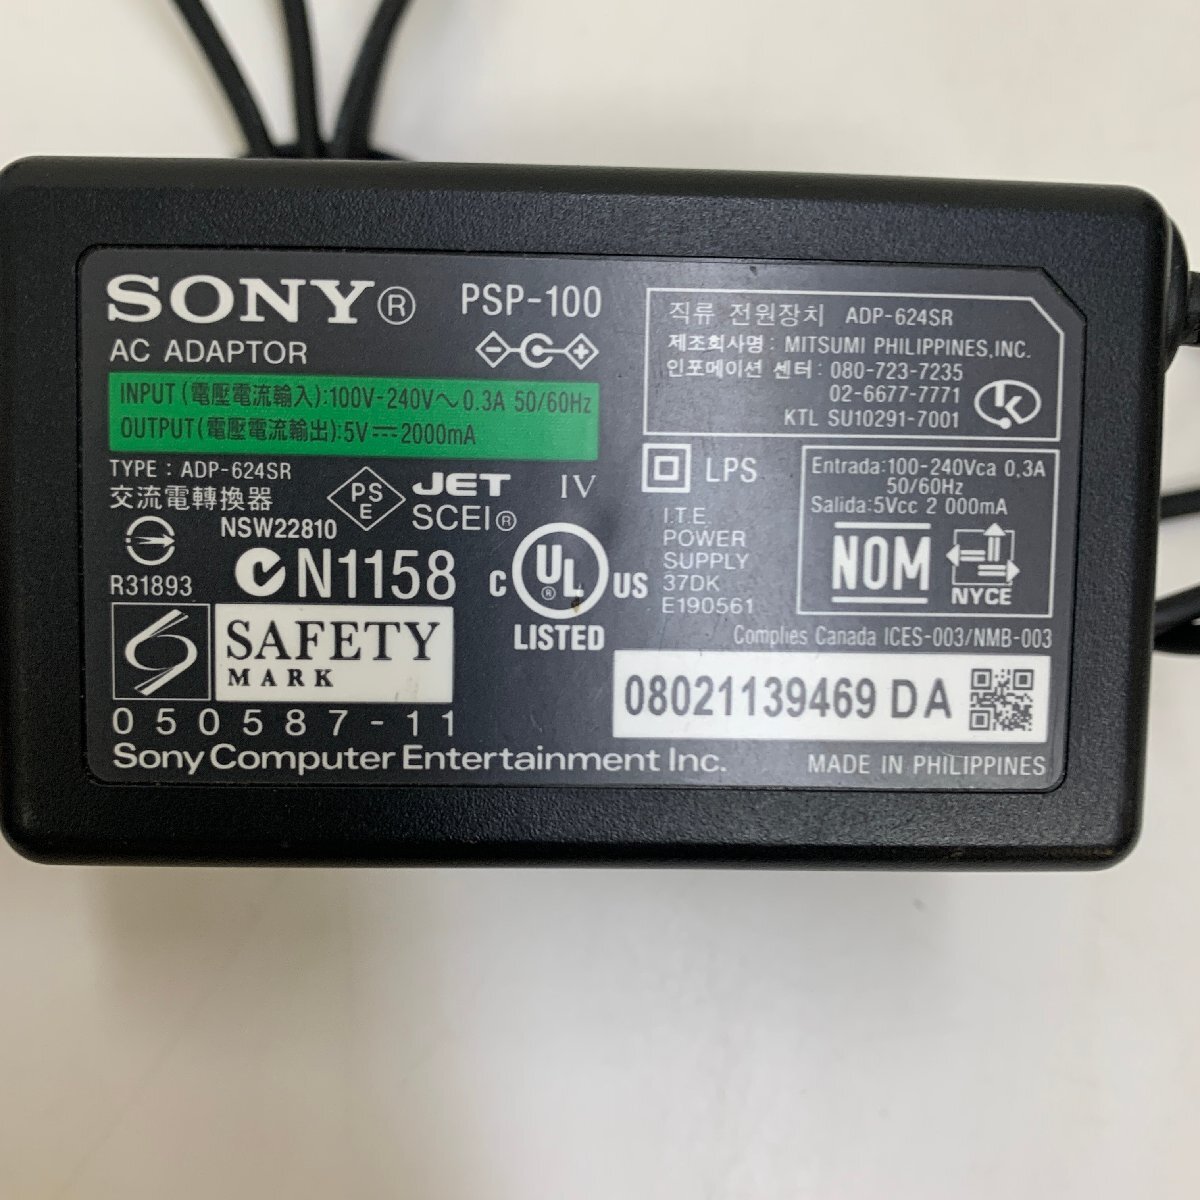 SONY® PSP-100
AC ADAPTOR
INPUT (電壓電流輸入):100V-240V～0.3A 50/60Hz
OUTPUT(電壓電流輸出):5V⎓2000mA
TYPE : ADP-624SR
交流電轉換器
PS
E
JET
SCEI®
IV
NSW22810
R31893
N1158
C UL® US
LISTED
SAFETY
MARK
050587-11
Sony Computer Entertainment Inc.
직류 전원장치 ADP-624SR
제조회사명: MITSUMI PHILIPPINES,INC.
인포메이션 센터: 080-723-7235
02-6677-7771
KTL SU10291-7001
LPS
I.T.E.
POWER
SUPPLY
37DK
E190561
Entrada:100-240Vca 0,3A
50/60Hz
Salida:5Vcc 2 000mA
NOM
NYCE
Complies Canada ICES-003/NMB-003
08021139469 DA
MADE IN PHILIPPINES